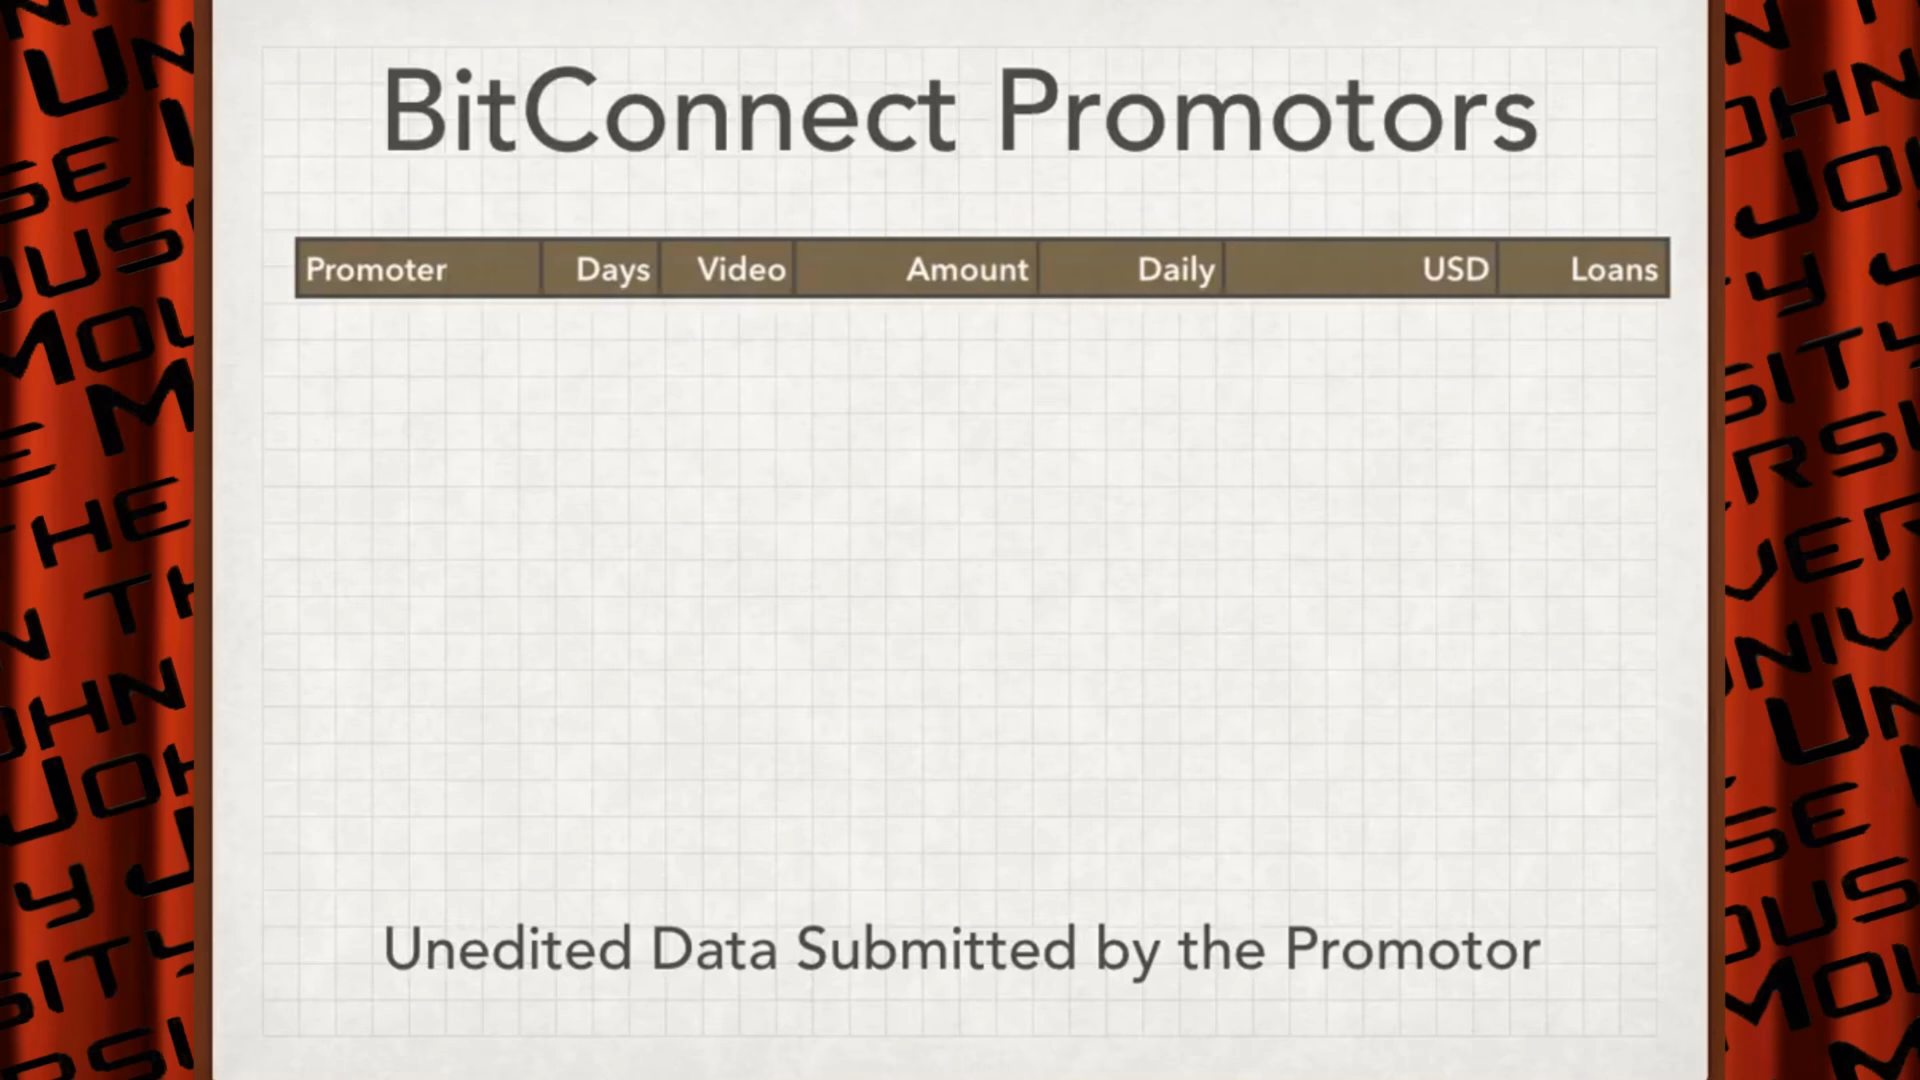 BitConnect Promotors
Promoter Days Video Amount Daily USD Loans
Unedited Data Submitted by the Promotor